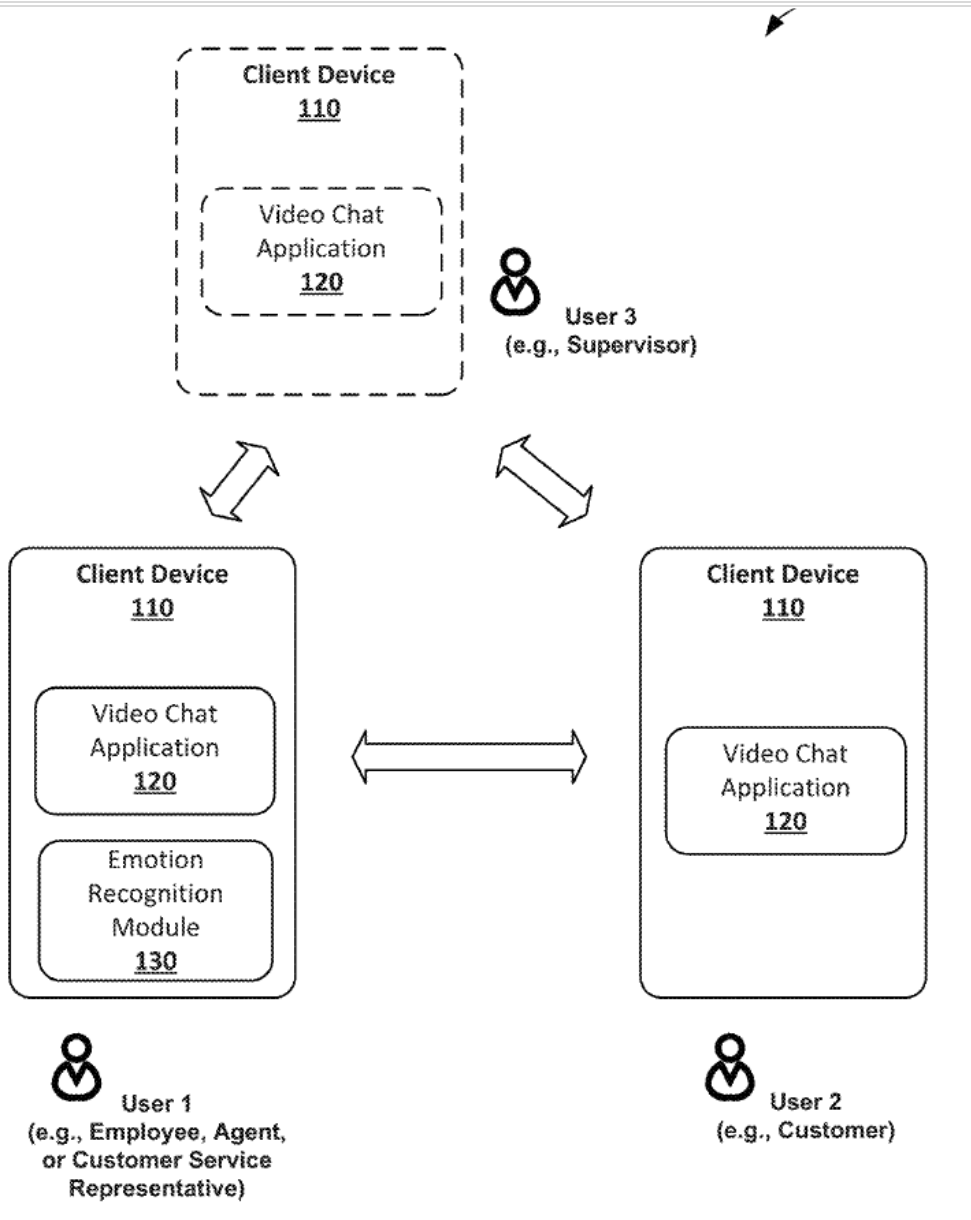 Client Device
110
Video Chat
Application
120
User 3
(e.g., Supervisor)
Client Device
110
Video Chat
Application
120
Emotion
Recognition
Module
130
User 1
(e.g., Employee, Agent,
or Customer Service
Representative)
Client Device
110
Video Chat
Application
120
User 2
(e.g., Customer)